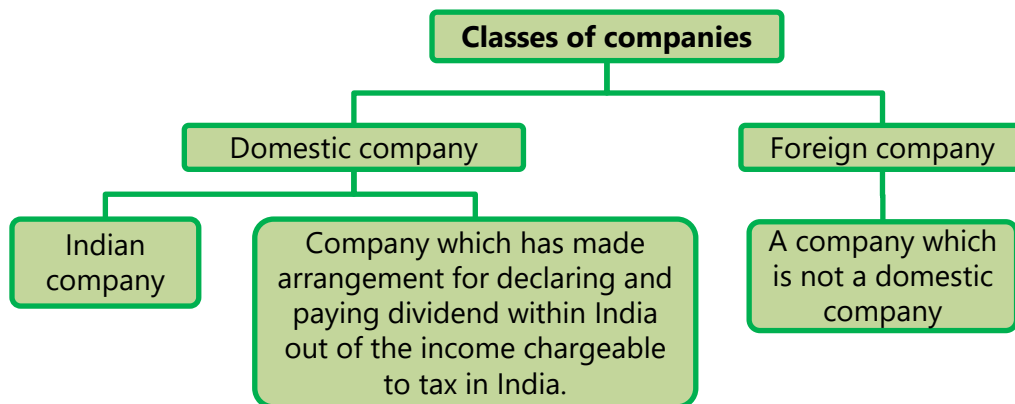 Classes of companies
Domestic company
Foreign company
Indian
company
Company which has made
arrangement for declaring and
paying dividend within India
out of the income chargeable
to tax in India.
A company which
is not a domestic
company